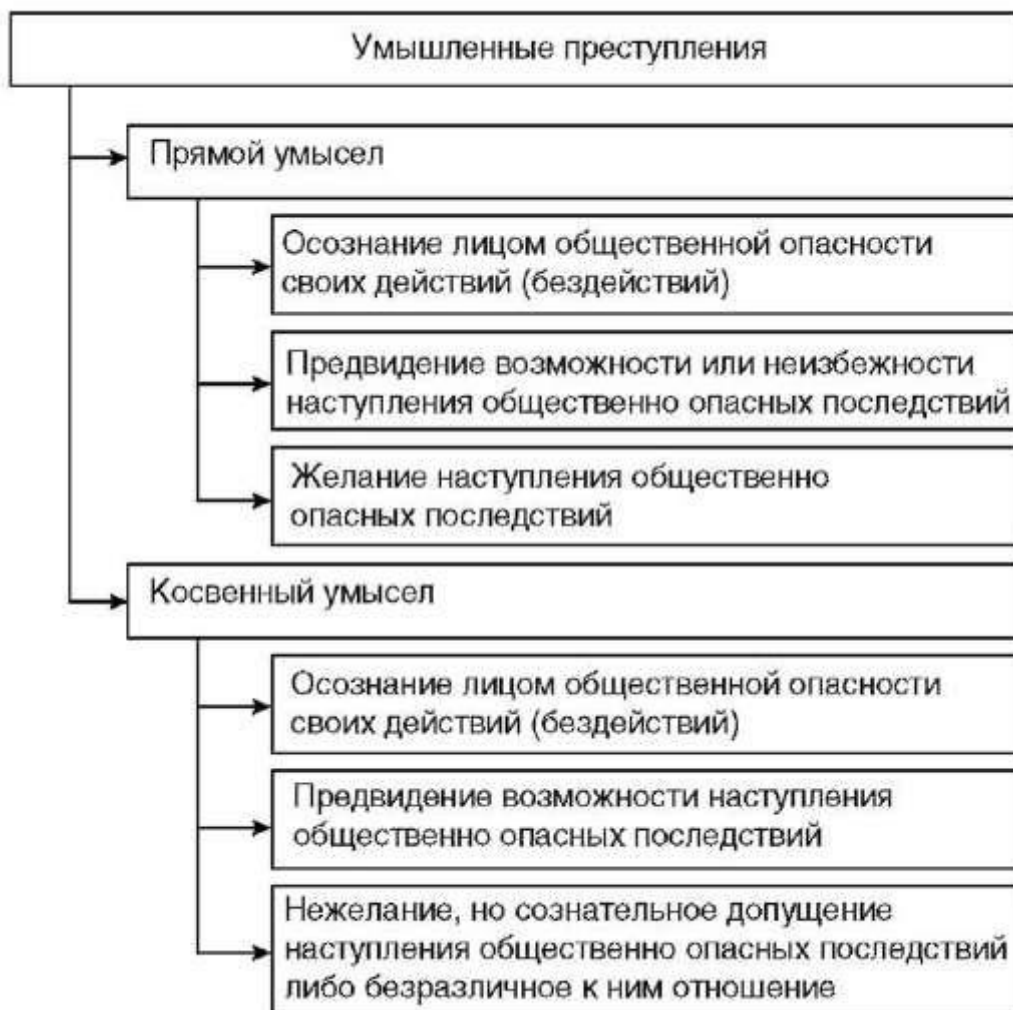 Умышленные преступления
Прямой умысел
Осознание лицом общественной опасности
своих действий (бездействий)
Предвидение возможности или неизбежности
наступления общественно опасных последствий
Желание наступления общественно
опасных последствий
Косвенный умысел
Осознание лицом общественной опасности
своих действий (бездействий)
Предвидение возможности наступления
общественно опасных последствий
Нежелание, но сознательное допущение
наступления общественно опасных последствий
либо безразличное к ним отношение